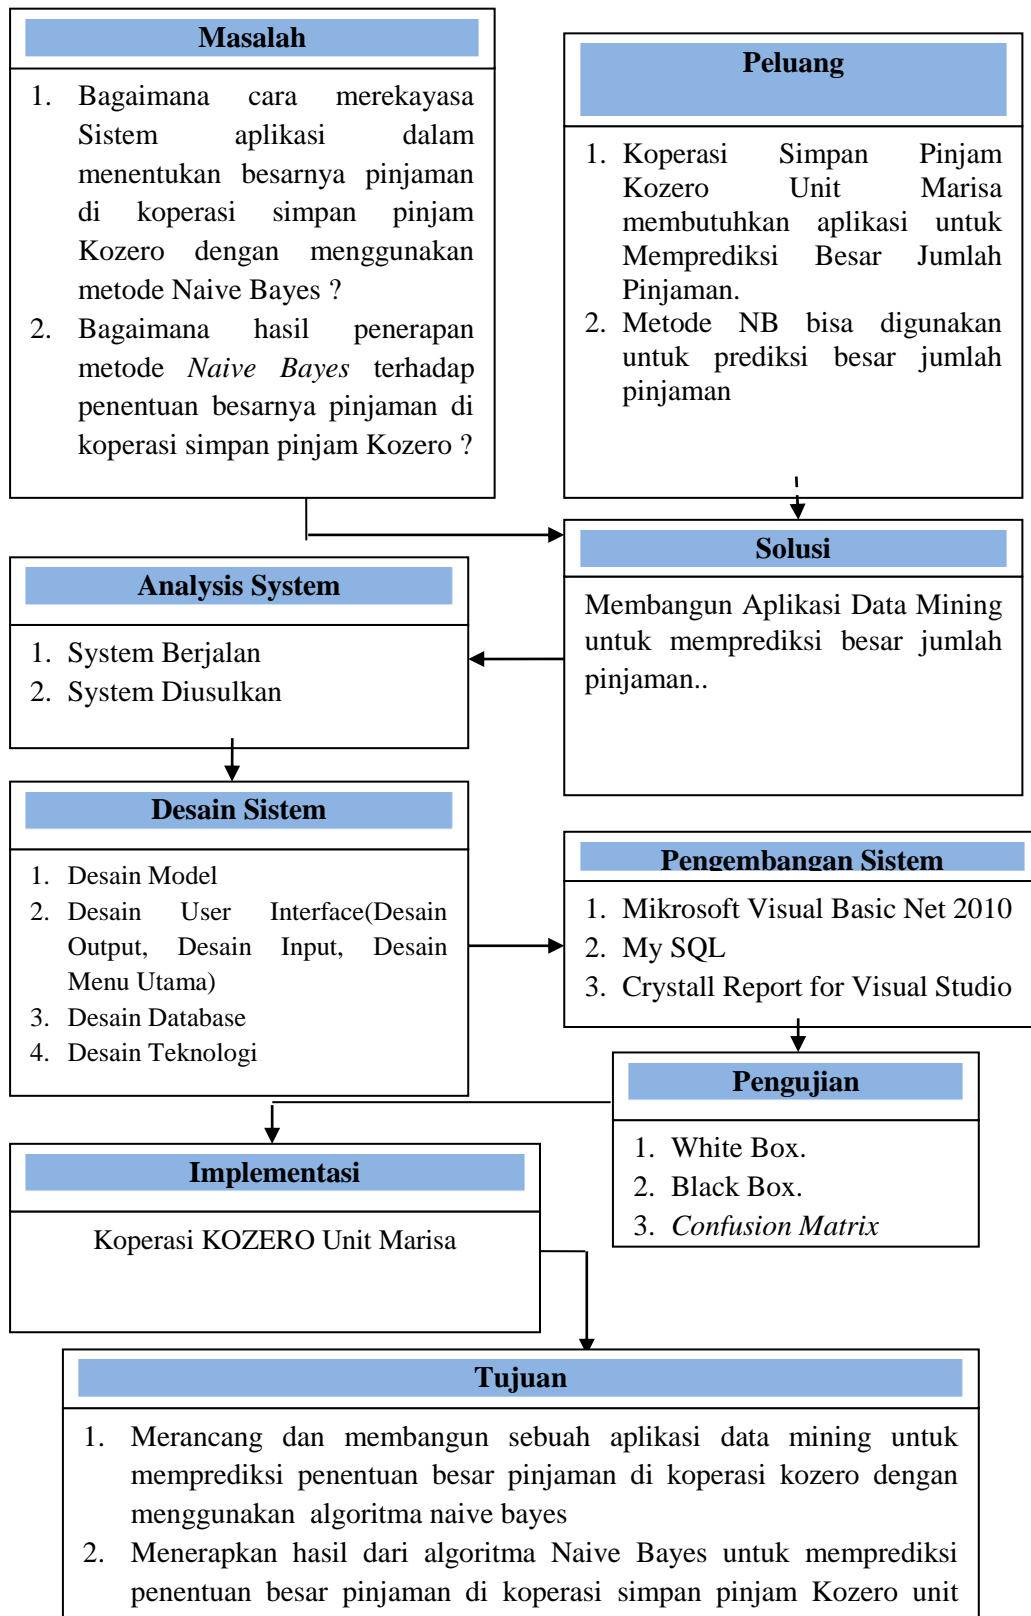 Masalah
1. Bagaimana cara merekayasa
Sistem aplikasi dalam
menentukan besarnya pinjaman
di koperasi simpan pinjam
Kozero dengan menggunakan
metode Naive Bayes ?
2. Bagaimana hasil penerapan
metode Naive Bayes terhadap
penentuan besarnya pinjaman di
koperasi simpan pinjam Kozero ?
Peluang
1. Koperasi Simpan Pinjam
Kozero Unit Marisa
membutuhkan aplikasi untuk
Memprediksi Besar Jumlah
Pinjaman.
2. Metode NB bisa digunakan
untuk prediksi besar jumlah
pinjaman
Solusi
Membangun Aplikasi Data Mining
untuk memprediksi besar jumlah
pinjaman..
Analysis System
1. System Berjalan
2. System Diusulkan
Desain Sistem
1. Desain Model
2. Desain User Interface(Desain
Output, Desain Input, Desain
Menu Utama)
3. Desain Database
4. Desain Teknologi
Pengembangan Sistem
1. Mikrosoft Visual Basic Net 2010
2. My SQL
3. Crystall Report for Visual Studio
Pengujian
1. White Box.
2. Black Box.
3. Confusion Matrix
Implementasi
Koperasi KOZERO Unit Marisa
Tujuan
1. Merancang dan membangun sebuah aplikasi data mining untuk
memprediksi penentuan besar pinjaman di koperasi kozero dengan
menggunakan algoritma naive bayes
2. Menerapkan hasil dari algoritma Naive Bayes untuk memprediksi
penentuan besar pinjaman di koperasi simpan pinjam Kozero unit